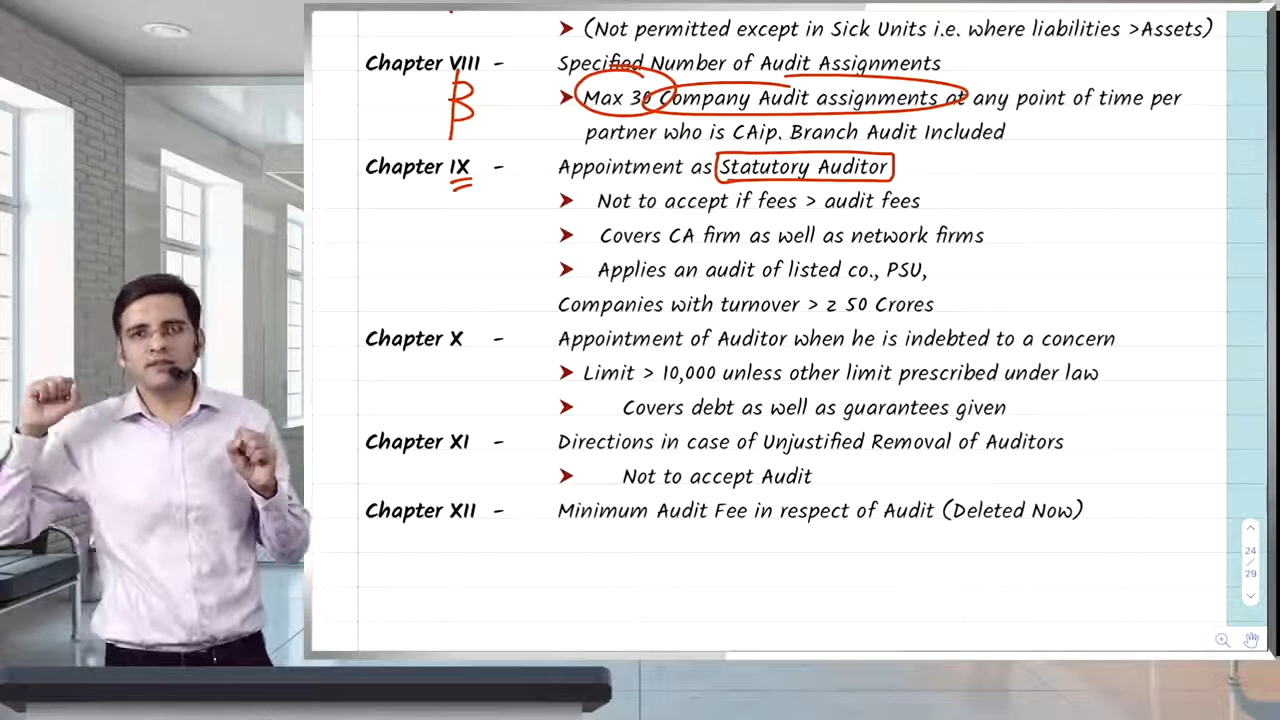 (Not permitted except in Sick Units i.e. where liabilities >Assets)
Chapter VIII - Specified Number of Audit Assignments
Max 30 Company Audit assignments at any point of time per
partner who is CAip. Branch Audit Included
Chapter IX - Appointment as Statutory Auditor
Not to accept if fees > audit fees
Covers CA firm as well as network firms
Applies an audit of listed co., PSU,
Companies with turnover > z 50 Crores
Chapter X - Appointment of Auditor when he is indebted to a concern
Limit > 10,000 unless other limit prescribed under law
Covers debt as well as guarantees given
Chapter XI - Directions in case of Unjustified Removal of Auditors
Not to accept Audit
Chapter XII - Minimum Audit Fee in respect of Audit (Deleted Now)
24
/
29